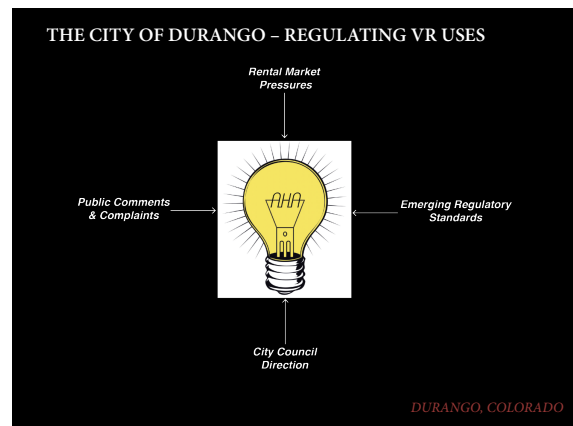 THE CITY OF DURANGO – REGULATING VR USES
Rental Market
Pressures
AHA
Public Comments
& Complaints
Emerging Regulatory
Standards
City Council
Direction
DURANGO, COLORADO